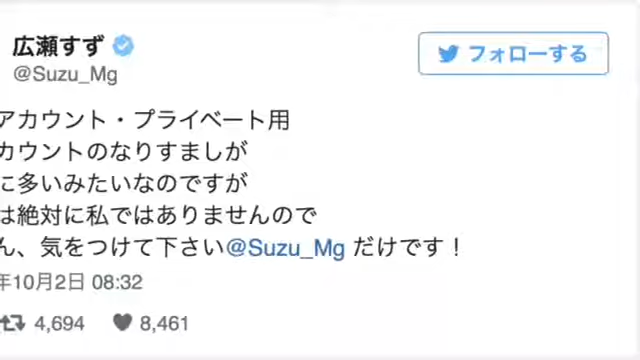 広瀬すず
@Suzu_Mg
フォローする
アカウント・プライベート用
カウントのなりすましが
に多いみたいなのですが
は絶対に私ではありませんので
ん、気をつけて下さい@Suzu_Mg だけです！
年10月2日 08:32
4,694 8,461